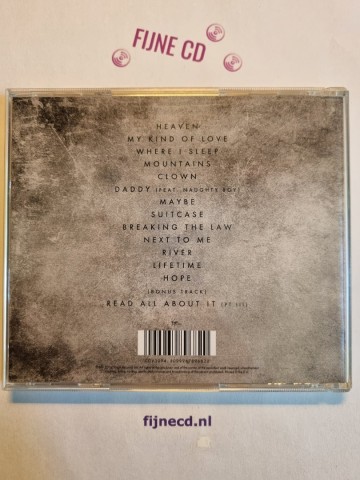 FIJNE CD
HEAVEN
MY KIND OF LOVE
WHERE I SLEEP
MOUNTAINS
CLOWN
DADDY (FEAT. NAUGHTY BOY)
MAYBE
SUITCASE
BREAKING THE LAW
NEXT TO ME
RIVER
LIFETIME
HOPE
(BONUS TRACK)
READ ALL ABOUT IT (PT.III)
fijnecd.nl